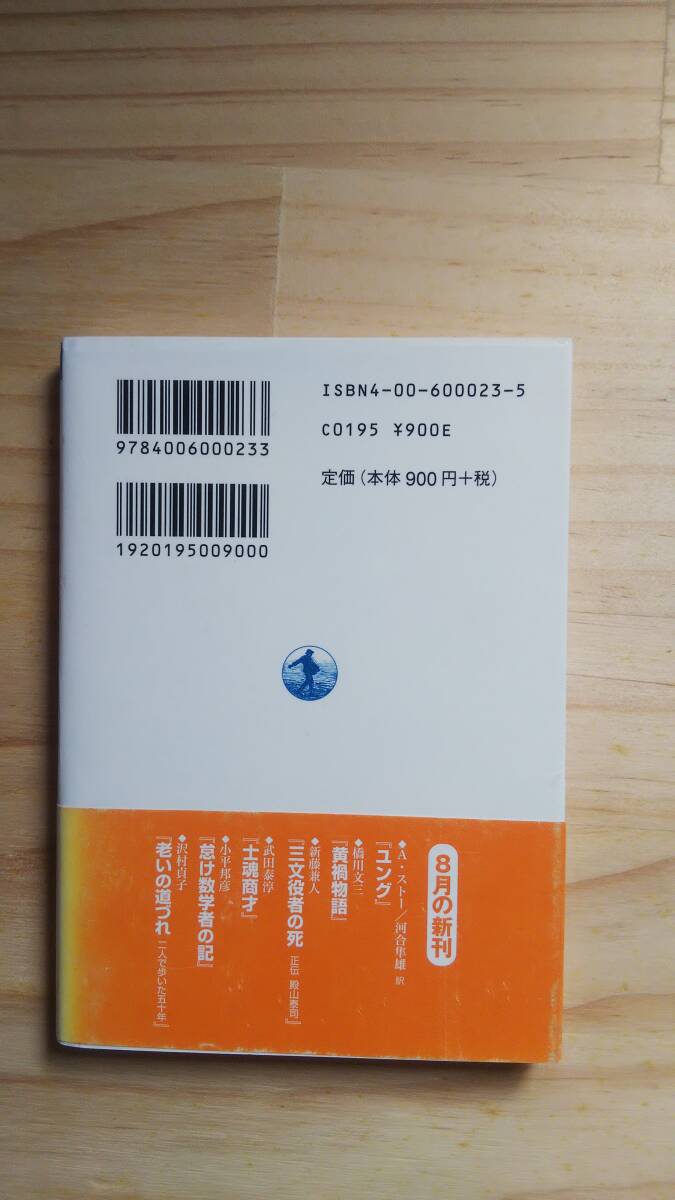 9784006000233
1920195009000
ISBN4-00-600023-5
C0195 ¥900E
定価(本体900円+税)
8月の新刊
◆A・ストー/河合隼雄 訳
『ユング』
◆橋川文三
『黄禍物語』
◆新藤兼人
『三文役者の死 正伝 殿山泰司』
◆武田泰淳
『士魂商才』
◆小平邦彦
『怠け数学者の記』
◆沢村貞子
『老いの道づれ 二人で歩いた五十年』